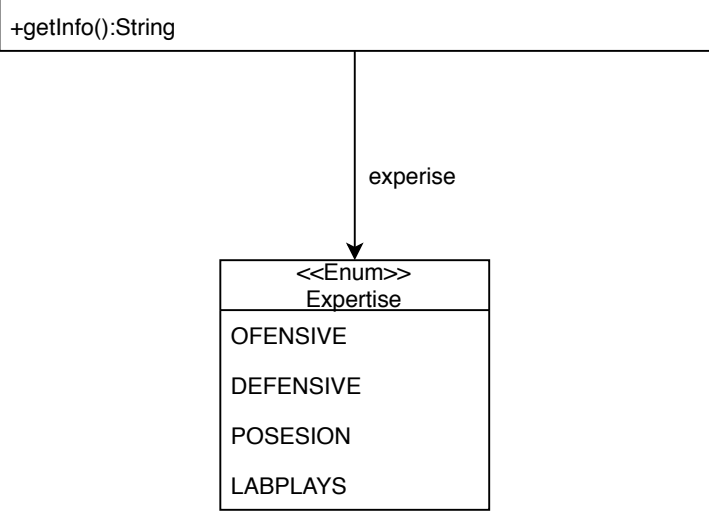 +getInfo():String
experise
<<Enum>>
Expertise
OFENSIVE
DEFENSIVE
POSESION
LABPLAYS